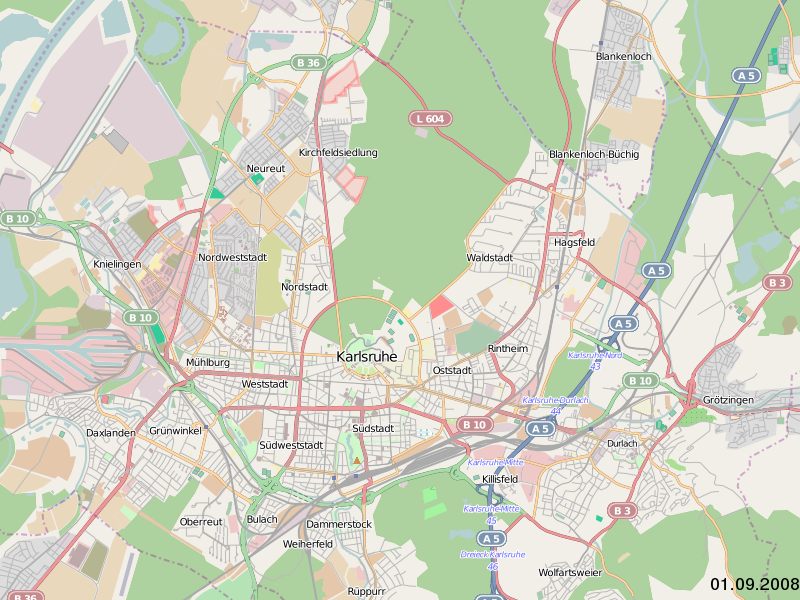 Blankenloch
B 36
A 5
L 604
Kirchfeldsiedlung
Blankenloch-Büchig
Neureut
B 10
Hagsfeld
Knielingen
Nordweststadt
Waldstadt
A 5
Nordstadt
B 3
B 10
A 5
Rintheim
Karlsruhe
Karlsruhe-Nord
43
Mühlburg
Oststadt
Weststadt
B 10
Karlsruhe-Durlach
44
Grötzingen
Daxlanden
Grünwinkel
Südstadt
B 10
A 5
Südweststadt
Durlach
Karlsruhe-Mitte
Killisfeld
Oberreut
Bulach
Dammerstock
Karlsruhe-Mitte
45
B 3
Weiherfeld
A 5
Dreieck Karlsruhe
46
Wolfartsweier
01.09.2008
Rüppurr
B 36
A 5